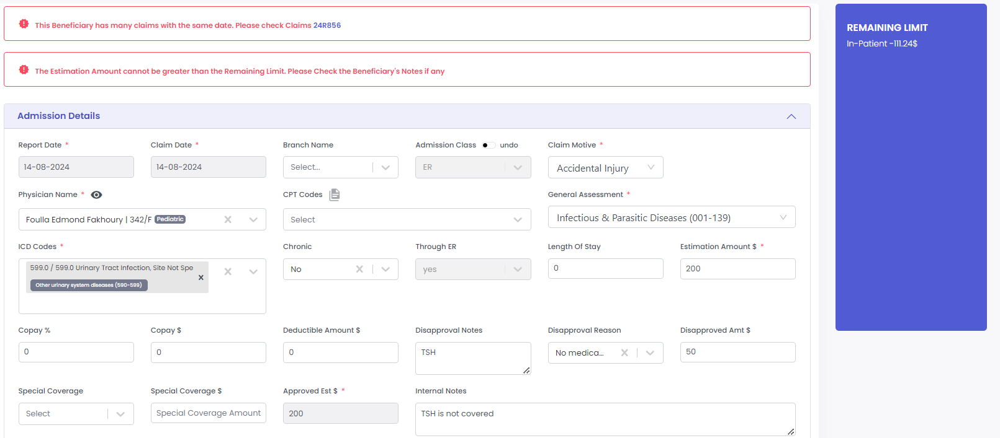 This Beneficiary has many claims with the same date. Please check Claims 24R856
The Estimation Amount cannot be greater than the Remaining Limit. Please Check the Beneficiary's Notes if any
REMAINING LIMIT
In-Patient -111.24$
Admission Details
Report Date * Claim Date * Branch Name Admission Class undo Claim Motive *
14-08-2024 14-08-2024 Select... ER Accidental Injury
Physician Name * CPT Codes General Assessment *
Foulla Edmond Fakhoury | 342/F Pediatric Select Infectious & Parasitic Diseases (001-139)
ICD Codes * Chronic Through ER Length Of Stay Estimation Amount $ *
599.0 / 599.0 Urinary Tract Infection, Site Not Spe
Other urinary system diseases (590-599)
No yes 0 200
Copay % Copay $ Deductible Amount $ Disapproval Notes Disapproval Reason Disapproved Amt $
0 0 0 TSH No medica... 50
Special Coverage Special Coverage $ Approved Est $ * Internal Notes
Select Special Coverage Amount 200 TSH is not covered